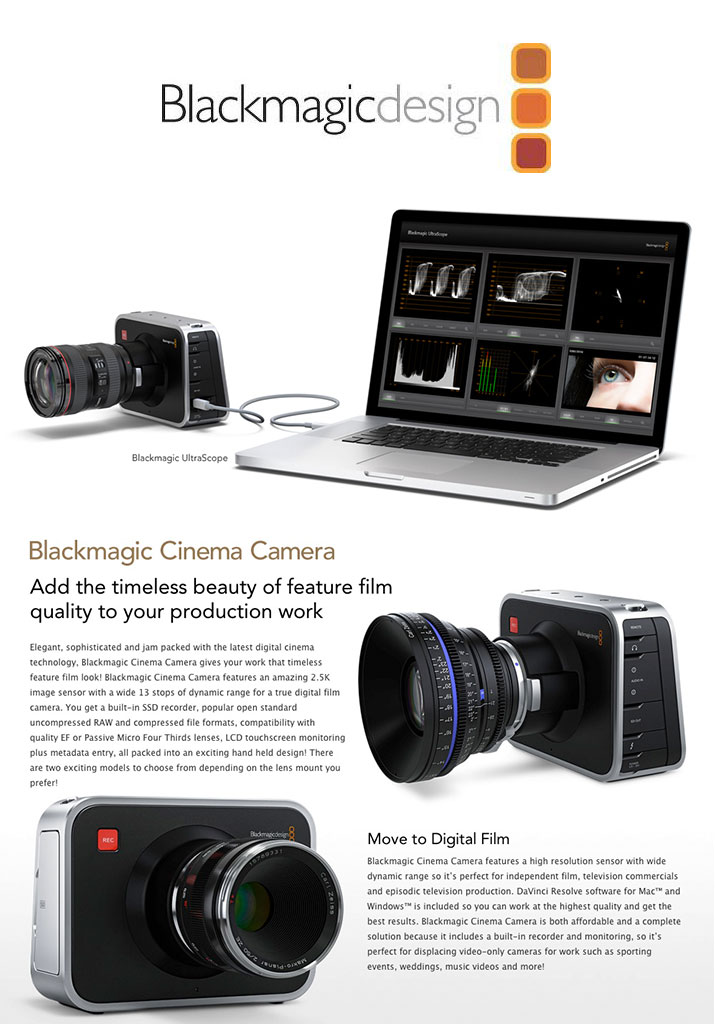 Blackmagicdesign
Blackmagic UltraScope
Blackmagicdesign
Blackmagic UltraScope
Blackmagic Cinema Camera
Add the timeless beauty of feature film
quality to your production work
Elegant, sophisticated and jam packed with the latest digital cinema
technology, Blackmagic Cinema Camera gives your work that timeless
feature film look! Blackmagic Cinema Camera features an amazing 2.5K
image sensor with a wide 13 stops of dynamic range for a true digital film
camera. You get a built-in SSD recorder, popular open standard
uncompressed RAW and compressed file formats, compatibility with
quality EF or Passive Micro Four Thirds lenses, LCD touchscreen monitoring
plus metadata entry, all packed into an exciting hand held design! There
are two exciting models to choose from depending on the lens mount you
prefer!
REC
Blackmagicdesign
Carl Zeiss
Makro-Planar 2/50 ZE
Move to Digital Film
Blackmagic Cinema Camera features a high resolution sensor with wide
dynamic range so it's perfect for independent film, television commercials
and episodic television production. DaVinci Resolve software for Mac™ and
Windows™ is included so you can work at the highest quality and get the
best results. Blackmagic Cinema Camera is both affordable and a complete
solution because it includes a built-in recorder and monitoring, so it's
perfect for displacing video-only cameras for work such as sporting
events, weddings, music videos and more!